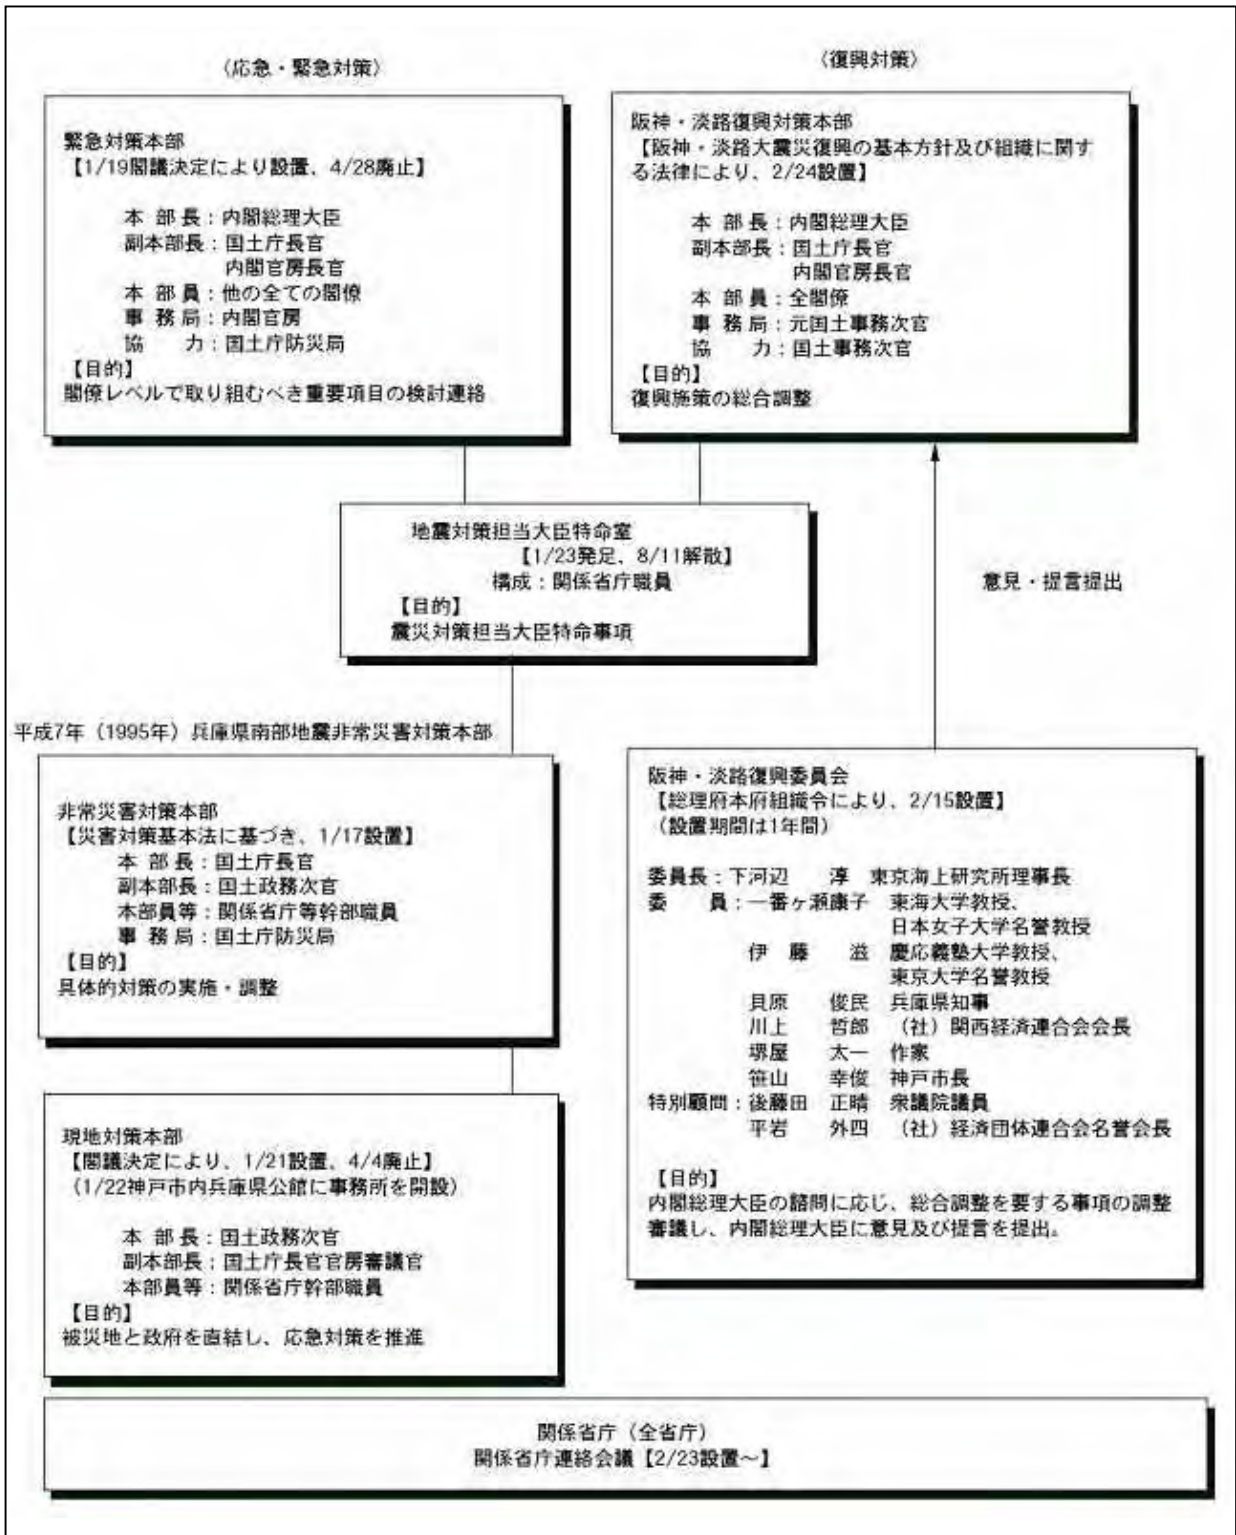 〈応急・緊急対策〉
緊急対策本部
【1/19閣議決定により設置、4/28廃止】
本 部 長：内閣総理大臣
副本部長：国土庁長官
内閣官房長官
本 部 員：他の全ての閣僚
事 務 局：内閣官房
協　　力：国土庁防災局
【目的】
閣僚レベルで取り組むべき重要項目の検討連絡
〈復興対策〉
阪神・淡路復興対策本部
【阪神・淡路大震災復興の基本方針及び組織に関す
る法律により、2/24設置】
本 部 長：内閣総理大臣
副本部長：国土庁長官
内閣官房長官
本 部 員：全閣僚
事 務 局：元国土事務次官
協　　力：国土事務次官
【目的】
復興施策の総合調整
地震対策担当大臣特命室
【1/23発足、8/11解散】
構成：関係省庁職員
【目的】
震災対策担当大臣特命事項
意見・提言提出
平成7年（1995年）兵庫県南部地震非常災害対策本部
非常災害対策本部
【災害対策基本法に基づき、1/17設置】
本 部 長：国土庁長官
副本部長：国土政務次官
本部員等：関係省庁等幹部職員
事 務 局：国土庁防災局
【目的】
具体的対策の実施・調整
現地対策本部
【閣議決定により、1/21設置、4/4廃止】
（1/22神戸市内兵庫県公館に事務所を開設）
本 部 長：国土政務次官
副本部長：国土庁長官官房審議官
本部員等：関係省庁幹部職員
【目的】
被災地と政府を直結し、応急対策を推進
阪神・淡路復興委員会
【総理府本府組織令により、2/15設置】
（設置期間は1年間）
委員長：下河辺　淳　東京海上研究所理事長
委　　員：一番ヶ瀬康子　東海大学教授、
日本女子大学名誉教授
伊　藤　　滋　慶応義塾大学教授、
東京大学名誉教授
貝原　　俊民　兵庫県知事
川上　　哲郎　（社）関西経済連合会会長
堺屋　　太一　作家
笹山　　幸俊　神戸市長
特別顧問：後藤田　正晴　衆議院議員
平岩　　外四　（社）経済団体連合会名誉会長
【目的】
内閣総理大臣の諮問に応じ、総合調整を要する事項の調整
審議し、内閣総理大臣に意見及び提言を提出。
関係省庁（全省庁）
関係省庁連絡会議【2/23設置～】